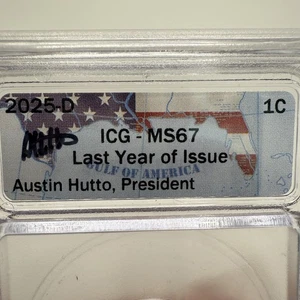 2025-D 1C
ICG - MS67
Last Year of Issue
GULF OF AMERICA
Austin Hutto, President